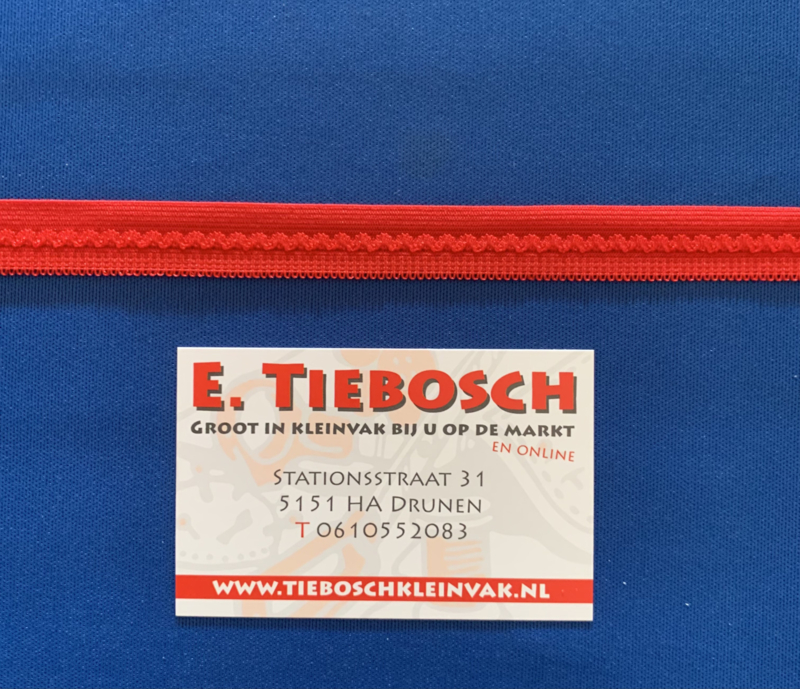 E. TIEBOSCH
GROOT IN KLEINVAK BIJ U OP DE MARKT
EN ONLINE
STATIONSSTRAAT 31
5151 HA DRUNEN
T 0610552083
WWW.TIEBOSCHKLEINVAK.NL